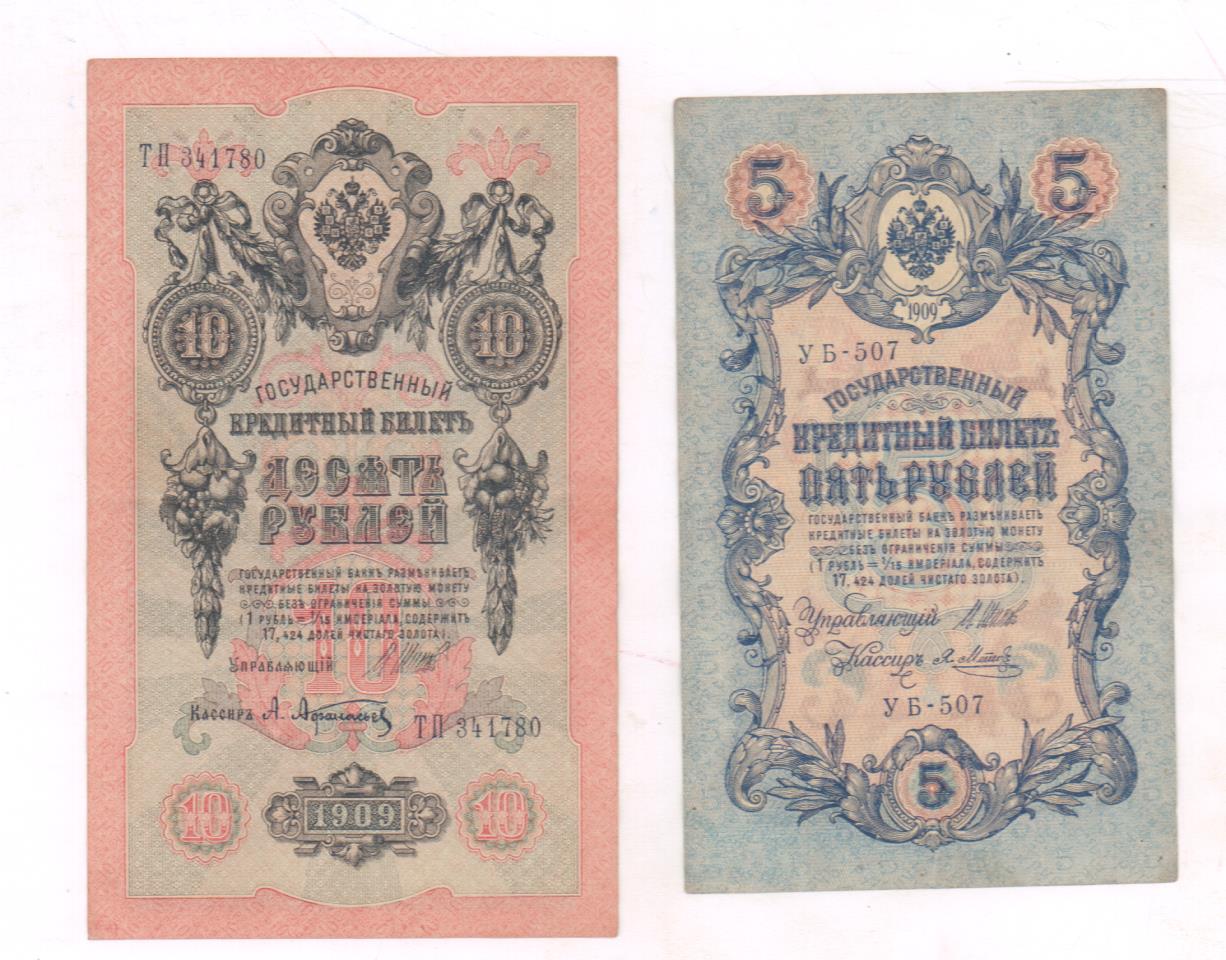 ТП 341780
10 10
ГОСУДАРСТВЕННЫЙ
КРЕДИТНЫЙ БИЛЕТЪ
ДЕСЯТЬ
РУБЛЕЙ
ГОСУДАРСТВЕННЫЙ БАНКЪ РАЗМѢНИВАЕТЪ
КРЕДИТНЫЕ БИЛЕТЫ НА ЗОЛОТУЮ МОНЕТУ
БЕЗЪ ОГРАНИЧЕНІЯ СУММЫ
(1 РУБЛЬ = 1/15 ИМПЕРІАЛА, СОДЕРЖИТЪ
17,424 ДОЛЕЙ ЧИСТАГО ЗОЛОТА).
10
УПРАВЛЯЮЩІЙ
КАССИРЪ А. Афанасьев
ТП 341780
10 1909 10
5 5
1909
УБ-507
ГОСУДАРСТВЕННЫЙ
КРЕДИТНЫЙ БИЛЕТЪ
ПЯТЬ РУБЛЕЙ
ГОСУДАРСТВЕННЫЙ БАНКЪ РАЗМѢНИВАЕТЪ
КРЕДИТНЫЕ БИЛЕТЫ НА ЗОЛОТУЮ МОНЕТУ
БЕЗЪ ОГРАНИЧЕНІЯ СУММЫ
(1 РУБЛЬ = 1/15 ИМПЕРІАЛА, СОДЕРЖИТЪ
17,424 ДОЛЕЙ ЧИСТАГО ЗОЛОТА).
Управляющій
Кассиръ
УБ-507
5